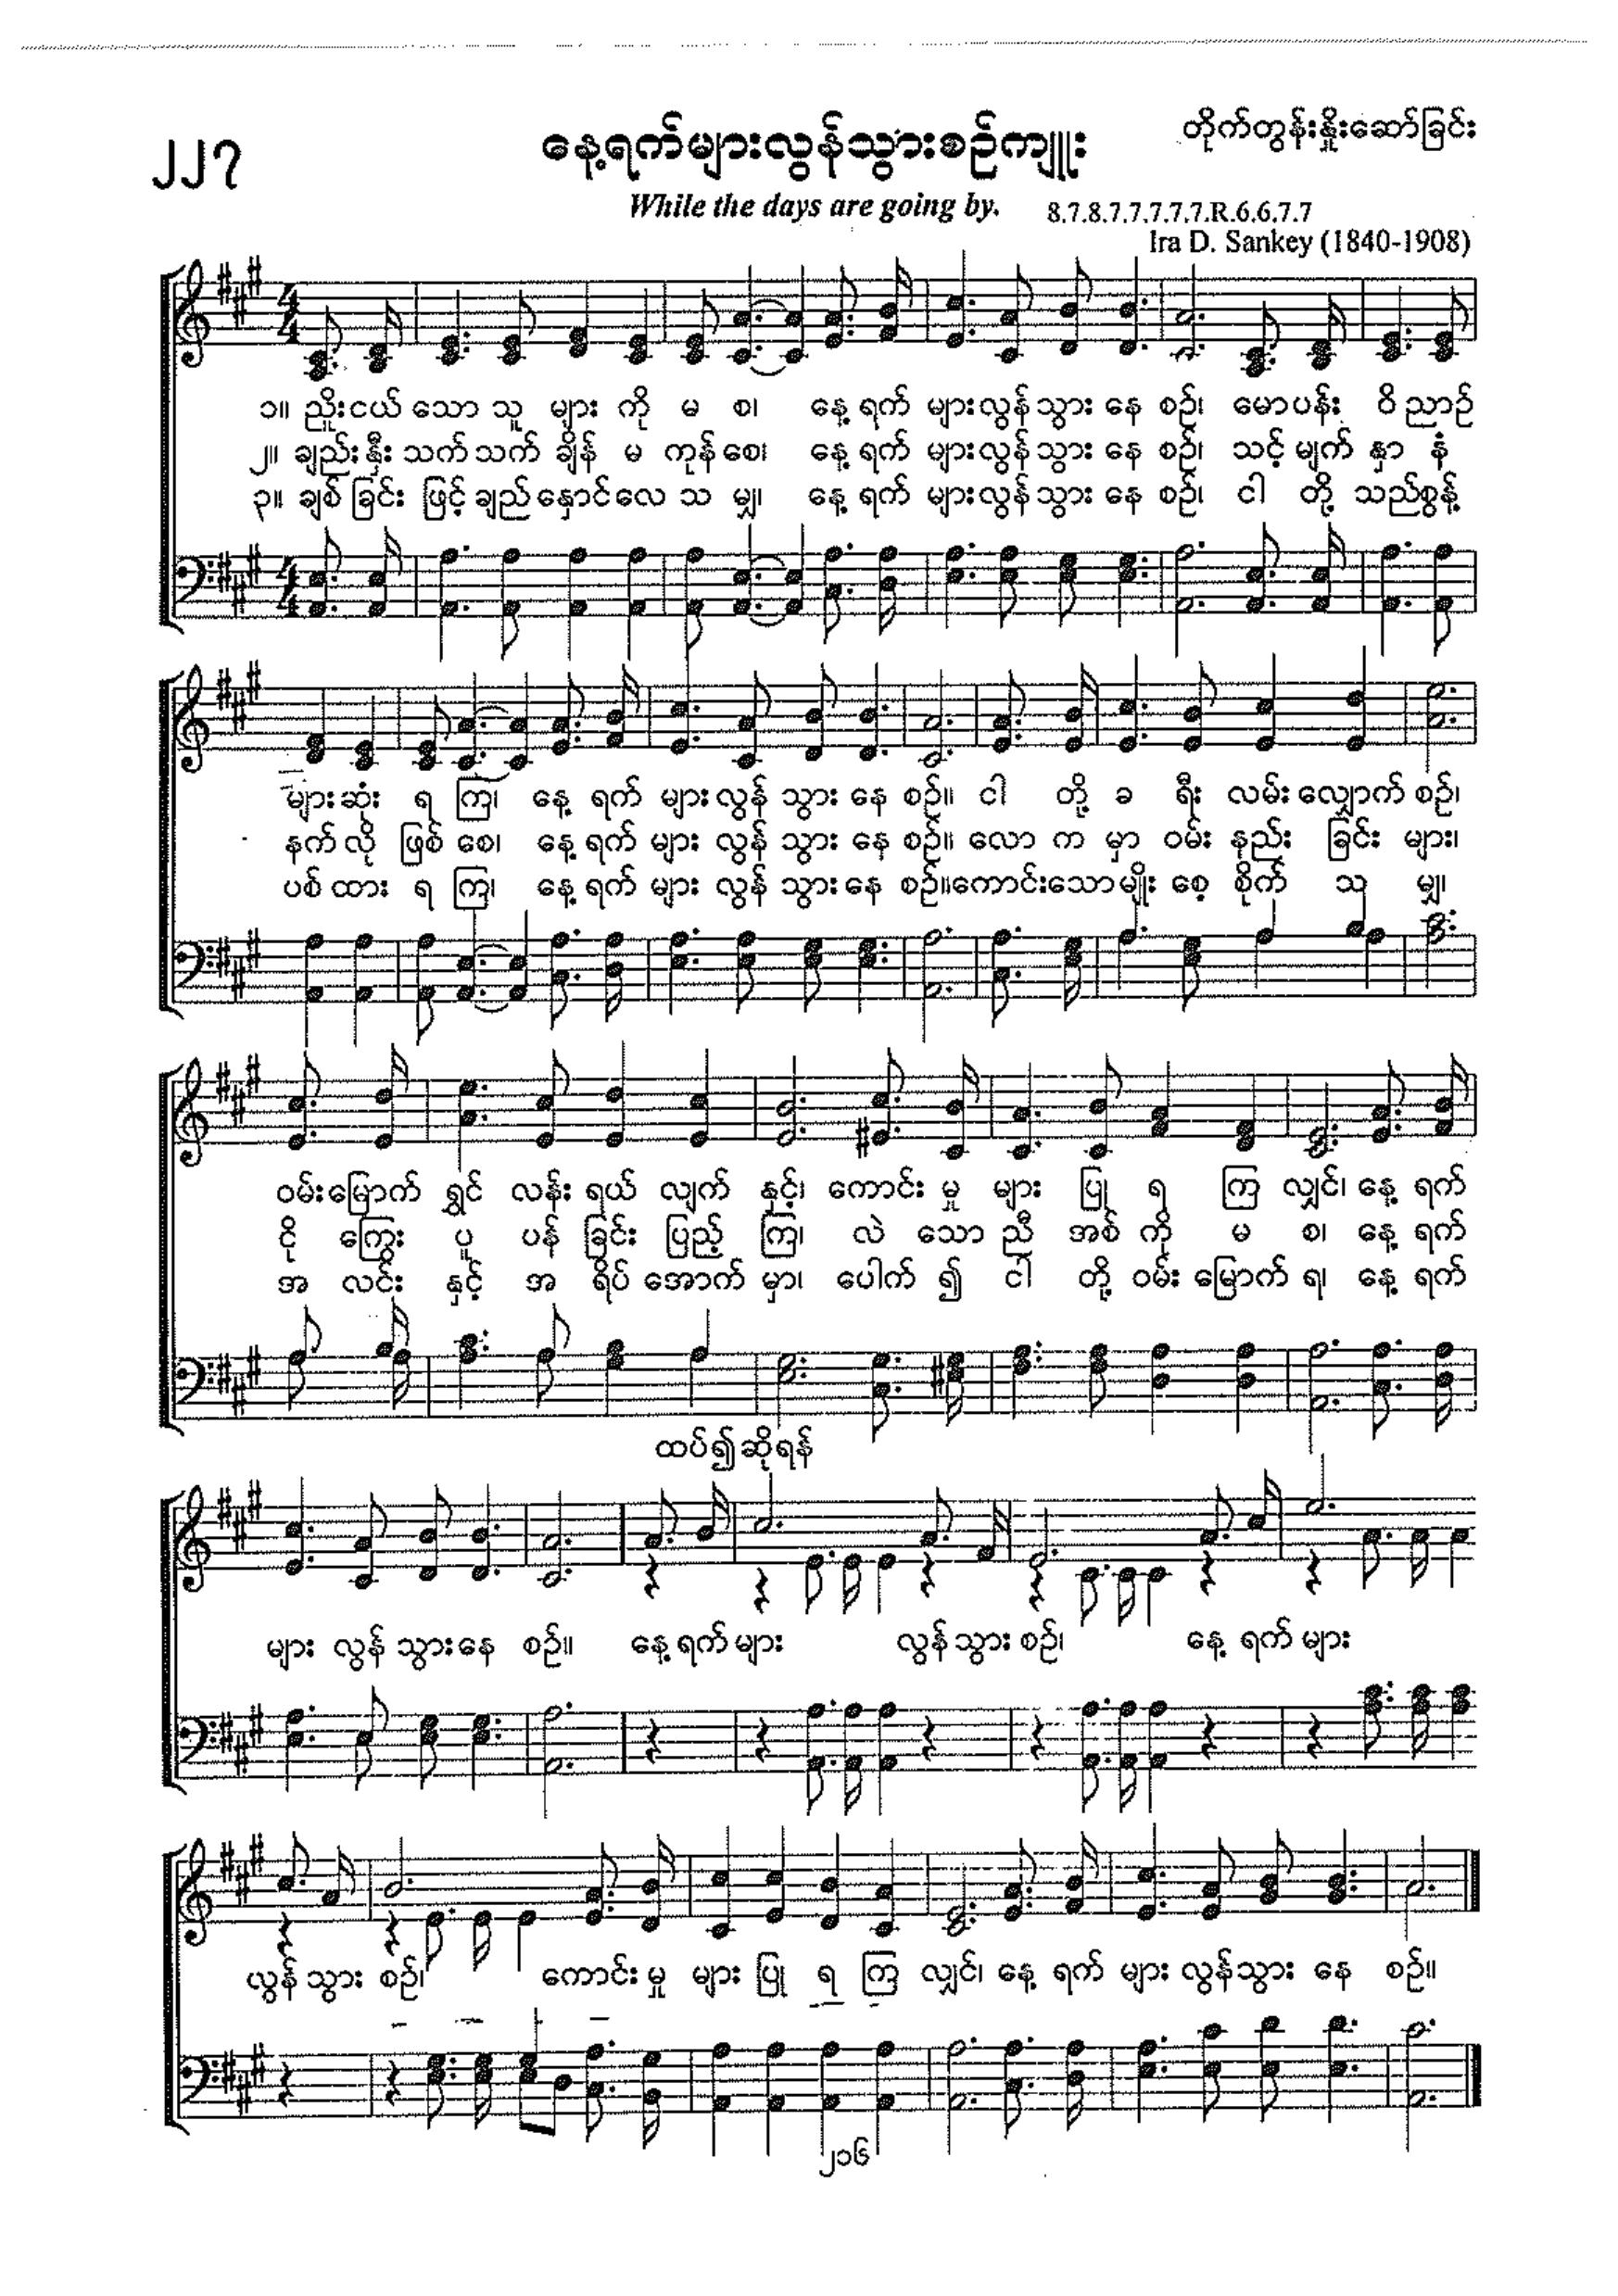 ၂၂၇
နေ့ရက်များလွန်သွားစဉ်ကျူး
တိုက်တွန်းနှိုးဆော်ခြင်း
While the days are going by.
8.7.8.7.7.7.7.7.R.6.6.7.7
Ira D. Sankey (1840-1908)
၁။ ညှိုးငယ် သော သူ များ ကို မ စ၊ နေ့ ရက် များ လွန် သွား နေ စဉ်၊ မော ပန်း ဝိ ညာဉ်
၂။ ချည်းနှီး သက် သက် ချိန် မ ကုန် စေ၊ နေ့ ရက် များ လွန် သွား နေ စဉ်၊ သင့် မျက် နှာ နံ
၃။ ချစ် ခြင်း ဖြင့် ချည် နှောင် လေ သ မျှ၊ နေ့ ရက် များ လွန် သွား နေ စဉ်၊ ငါ တို့ သည်စွန့်
များ ဆုံး ရ ကြ၊ နေ့ ရက် များ လွန် သွား နေ စဉ်။ ငါ တို့ ခ ရီး လမ်း လျှောက် စဉ်၊
နက် လို ဖြစ် စေ၊ နေ့ ရက် များ လွန် သွား နေ စဉ်။ လော က မှာ ဝမ်း နည်း ခြင်း များ၊
ပစ် ထား ရ ကြ၊ နေ့ ရက် များ လွန် သွား နေ စဉ်။ကောင်းသောမျိုး စေ့ စိုက် သ မျှ၊
ဝမ်း မြောက် ရွှင် လန်း ရယ် လျက် နှင့်၊ ကောင်း မှု များ ပြု ရ ကြ လျှင်၊ နေ့ ရက်
ငို ကြွေး ပူ ပန် ခြင်း ပြည့် ကြ၊ လဲ သော ညီ အစ် ကို မ စ၊ နေ့ ရက်
အ လင်း နှင့် အ ရိပ် အောက် မှာ၊ ပေါက် ၍ ငါ တို့ ဝမ်း မြောက် ရ၊ နေ့ ရက်
ထပ်၍ဆိုရန်
များ လွန် သွား နေ စဉ်။ နေ့ ရက် များ လွန် သွား စဉ်၊ နေ့ ရက် များ
လွန် သွား စဉ်၊ ကောင်း မှု များ ပြု ရ ကြ လျှင်၊ နေ့ ရက် များ လွန်သွား နေ စဉ်။
၂၁၆